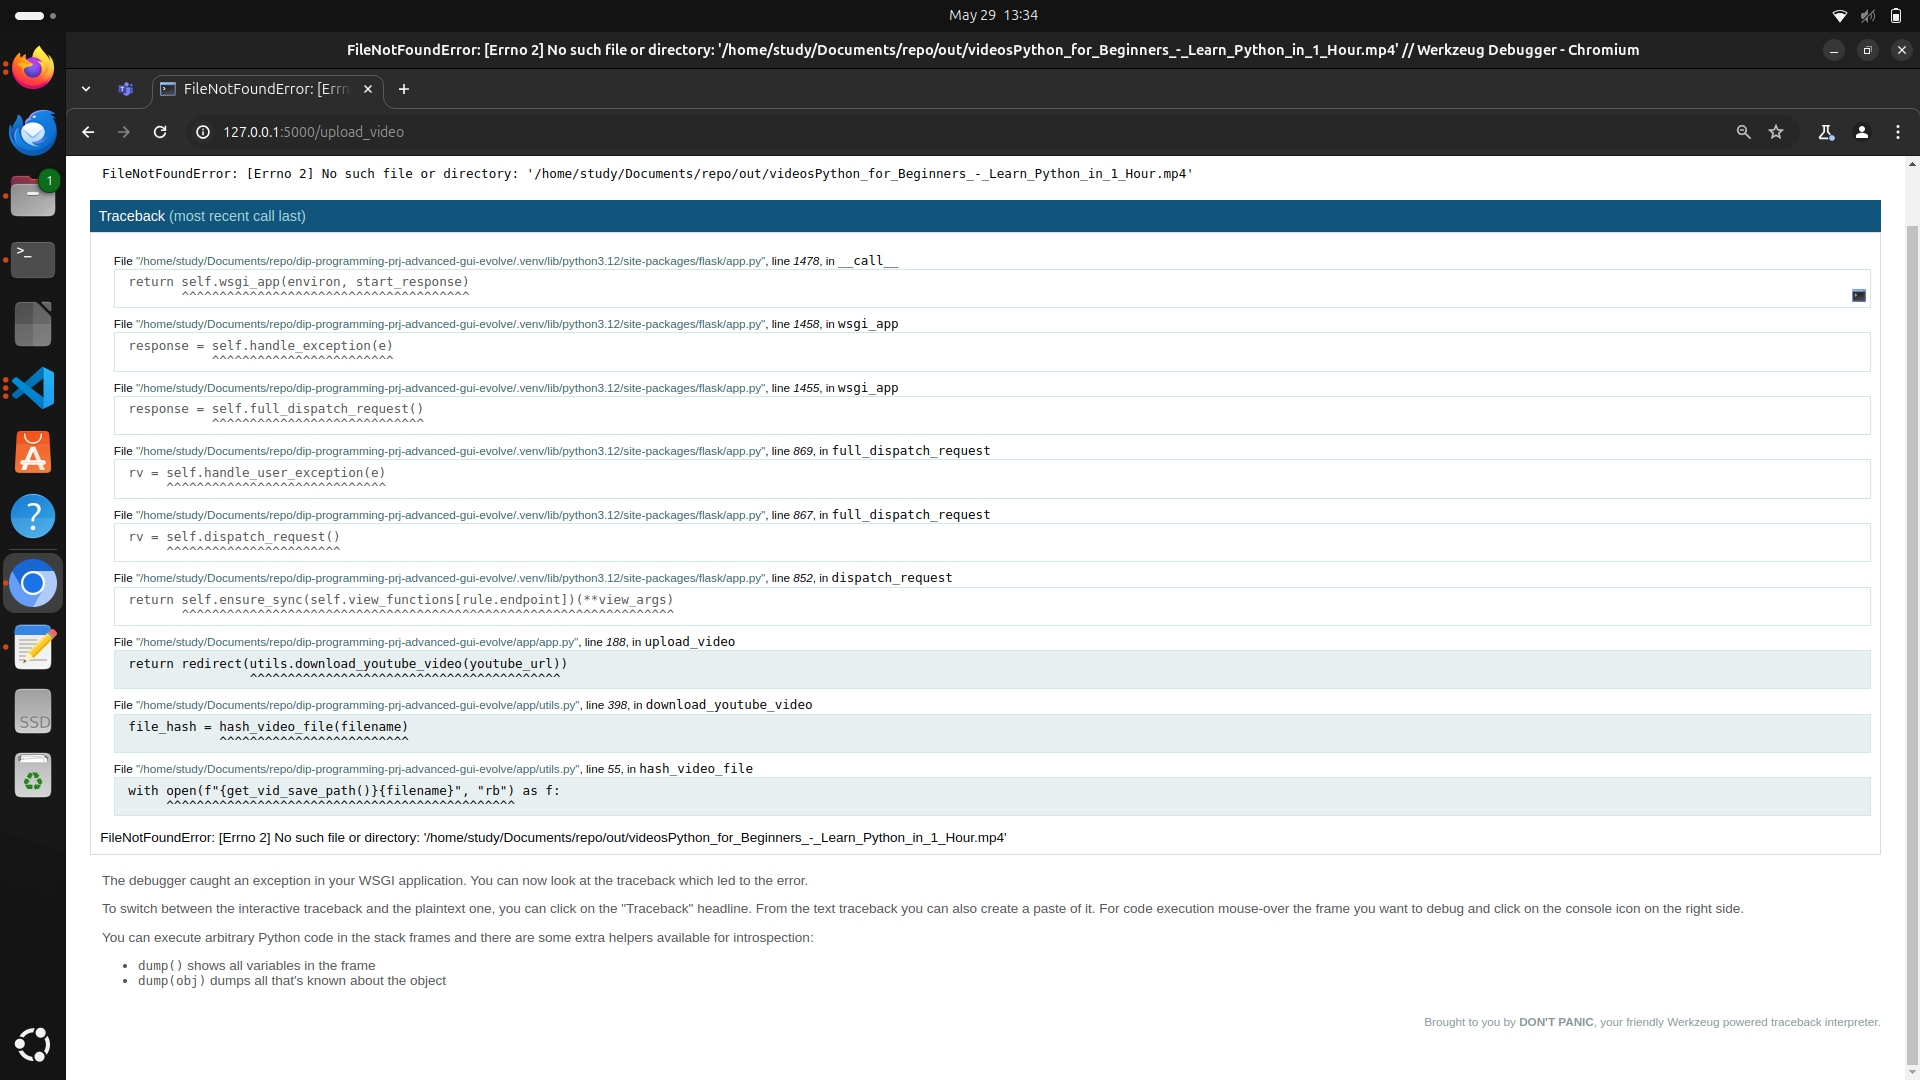 May 29 13:34
FileNotFoundError: [Errno 2] No such file or directory: '/home/study/Documents/repo/out/videosPython_for_Beginners_-_Learn_Python_in_1_Hour.mp4' // Werkzeug Debugger - Chromium
FileNotFoundError: [Errn
127.0.0.1:5000/upload_video
1
FileNotFoundError: [Errno 2] No such file or directory: '/home/study/Documents/repo/out/videosPython_for_Beginners_-_Learn_Python_in_1_Hour.mp4'
Traceback (most recent call last)
>_
File "/home/study/Documents/repo/dip-programming-prj-advanced-gui-evolve/.venv/lib/python3.12/site-packages/flask/app.py", line 1478, in __call__
return self.wsgi_app(environ, start_response)
^^^^^^^^^^^^^^^^^^^^^^^^^^^^^^^^^^^^^^
File "/home/study/Documents/repo/dip-programming-prj-advanced-gui-evolve/.venv/lib/python3.12/site-packages/flask/app.py", line 1458, in wsgi_app
response = self.handle_exception(e)
^^^^^^^^^^^^^^^^^^^^^^^^
File "/home/study/Documents/repo/dip-programming-prj-advanced-gui-evolve/.venv/lib/python3.12/site-packages/flask/app.py", line 1455, in wsgi_app
response = self.full_dispatch_request()
^^^^^^^^^^^^^^^^^^^^^^^^^^^^
File "/home/study/Documents/repo/dip-programming-prj-advanced-gui-evolve/.venv/lib/python3.12/site-packages/flask/app.py", line 869, in full_dispatch_request
rv = self.handle_user_exception(e)
^^^^^^^^^^^^^^^^^^^^^^^^^^^^^
File "/home/study/Documents/repo/dip-programming-prj-advanced-gui-evolve/.venv/lib/python3.12/site-packages/flask/app.py", line 867, in full_dispatch_request
rv = self.dispatch_request()
^^^^^^^^^^^^^^^^^^^^^^^
File "/home/study/Documents/repo/dip-programming-prj-advanced-gui-evolve/.venv/lib/python3.12/site-packages/flask/app.py", line 852, in dispatch_request
return self.ensure_sync(self.view_functions[rule.endpoint])(**view_args)
^^^^^^^^^^^^^^^^^^^^^^^^^^^^^^^^^^^^^^^^^^^^^^^^^^^^^^^^^^^^^^^^^
File "/home/study/Documents/repo/dip-programming-prj-advanced-gui-evolve/app/app.py", line 188, in upload_video
return redirect(utils.download_youtube_video(youtube_url))
^^^^^^^^^^^^^^^^^^^^^^^^^^^^^^^^^^^^^^^^^
File "/home/study/Documents/repo/dip-programming-prj-advanced-gui-evolve/app/utils.py", line 398, in download_youtube_video
file_hash = hash_video_file(filename)
^^^^^^^^^^^^^^^^^^^^^^^^^
File "/home/study/Documents/repo/dip-programming-prj-advanced-gui-evolve/app/utils.py", line 55, in hash_video_file
with open(f"{get_vid_save_path()}{filename}", "rb") as f:
^^^^^^^^^^^^^^^^^^^^^^^^^^^^^^^^^^^^^^^^^^^^^^
FileNotFoundError: [Errno 2] No such file or directory: '/home/study/Documents/repo/out/videosPython_for_Beginners_-_Learn_Python_in_1_Hour.mp4'
SSD
The debugger caught an exception in your WSGI application. You can now look at the traceback which led to the error.
To switch between the interactive traceback and the plaintext one, you can click on the "Traceback" headline. From the text traceback you can also create a paste of it. For code execution mouse-over the frame you want to debug and click on the console icon on the right side.
You can execute arbitrary Python code in the stack frames and there are some extra helpers available for introspection:
• dump() shows all variables in the frame
• dump(obj) dumps all that's known about the object
Brought to you by DON'T PANIC, your friendly Werkzeug powered traceback interpreter.